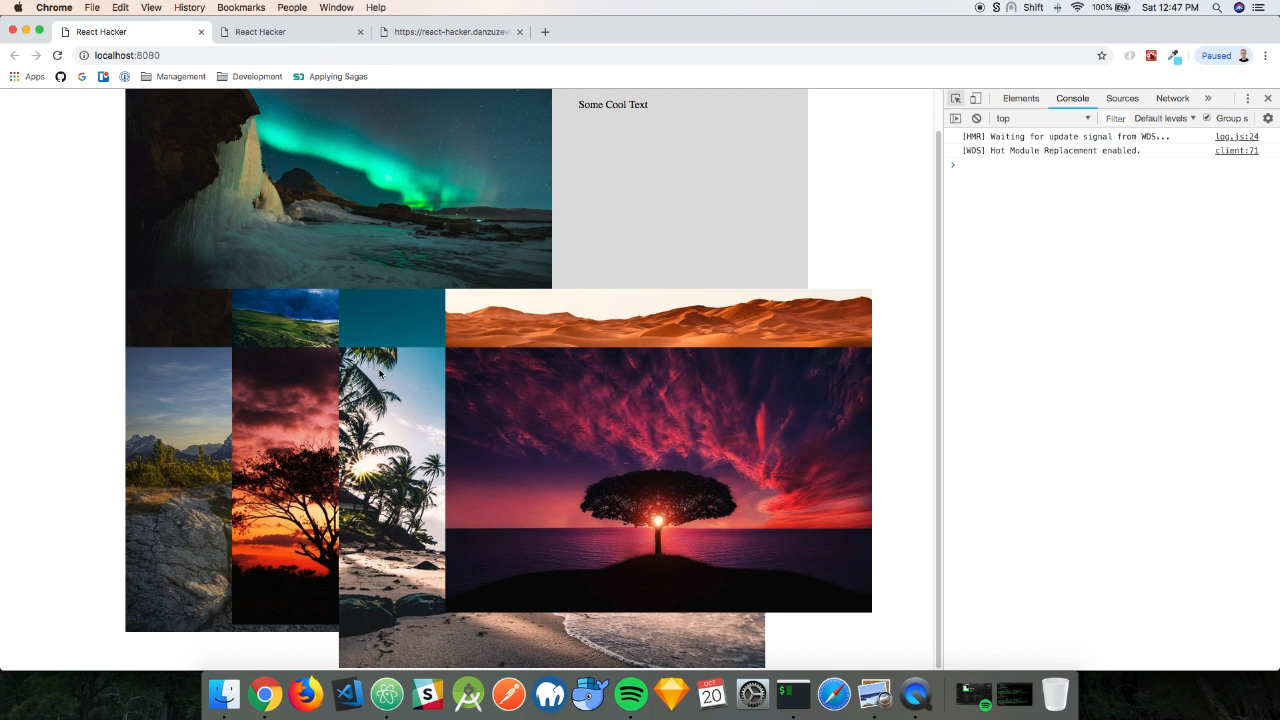 Chrome File Edit View History Bookmarks People Window Help Shift 100% Sat 12:47 PM
React Hacker React Hacker https://react-hacker.danzuzev
localhost:8080 Paused
Apps Management Development Applying Sagas
Elements Console Sources Network
top Filter Default levels Group s
[HMR] Waiting for update signal from WDS... log.js:24
[WDS] Hot Module Replacement enabled. client:71
Some Cool Text
OCT
20